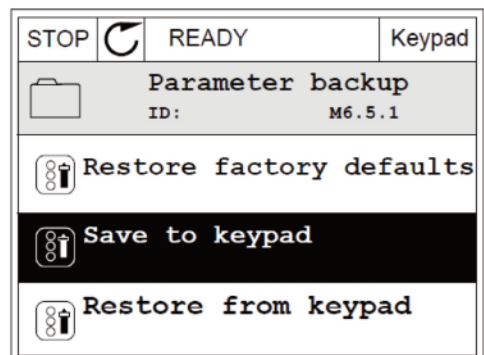 STOP READY Keypad
Parameter backup
ID: M6.5.1
Restore factory defaults
Save to keypad
Restore from keypad